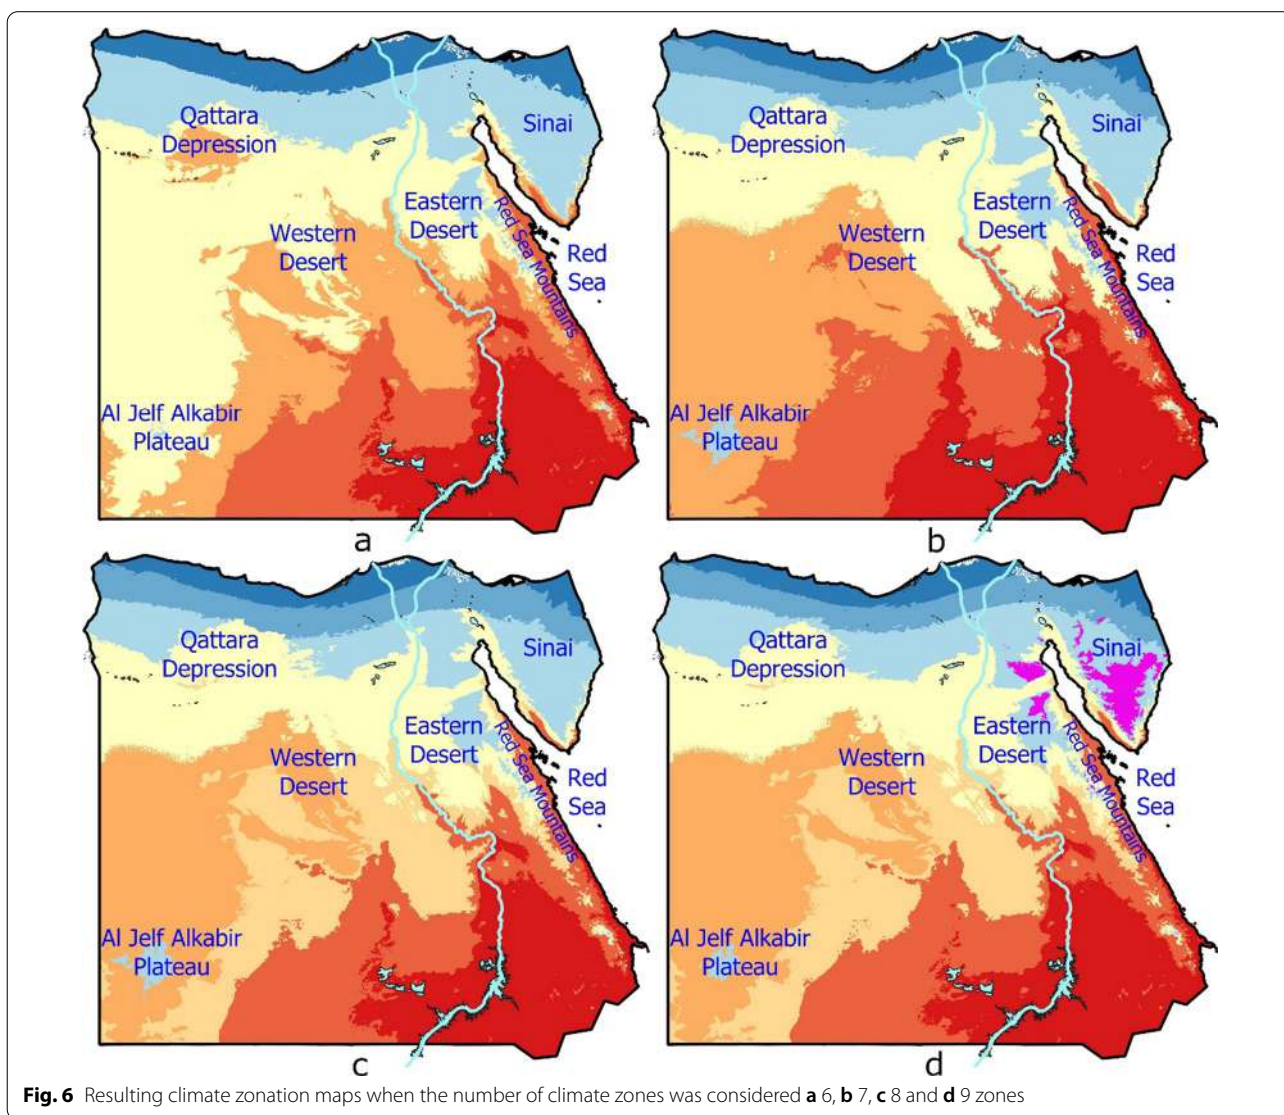 Qattara
Depression
Sinai
Eastern
Desert
Western
Desert
Red Sea Mountains
Red
Sea
Al Jelf Alkabir
Plateau
a
Qattara
Depression
Sinai
Eastern
Desert
Western
Desert
Red Sea Mountains
Red
Sea
Al Jelf Alkabir
Plateau
b
Qattara
Depression
Sinai
Eastern
Desert
Western
Desert
Red Sea Mountains
Red
Sea
Al Jelf Alkabir
Plateau
c
Qattara
Depression
Sinai
Eastern
Desert
Western
Desert
Red Sea Mountains
Red
Sea
Al Jelf Alkabir
Plateau
d
Fig. 6 Resulting climate zonation maps when the number of climate zones was considered a 6, b 7, c 8 and d 9 zones